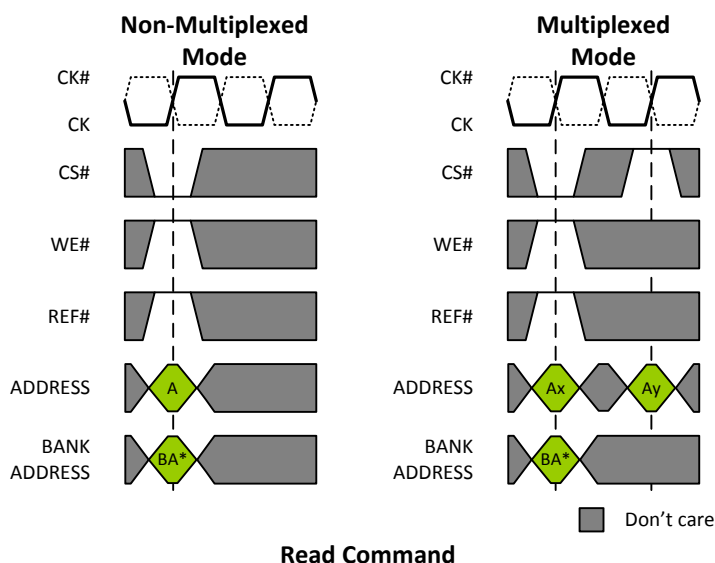 Non-Multiplexed
Mode
CK#
CK
CS#
WE#
REF#
ADDRESS
A
BANK
ADDRESS
BA*
Multiplexed
Mode
CK#
CK
CS#
WE#
REF#
ADDRESS
Ax
Ay
BANK
ADDRESS
BA*
Don't care
Read Command